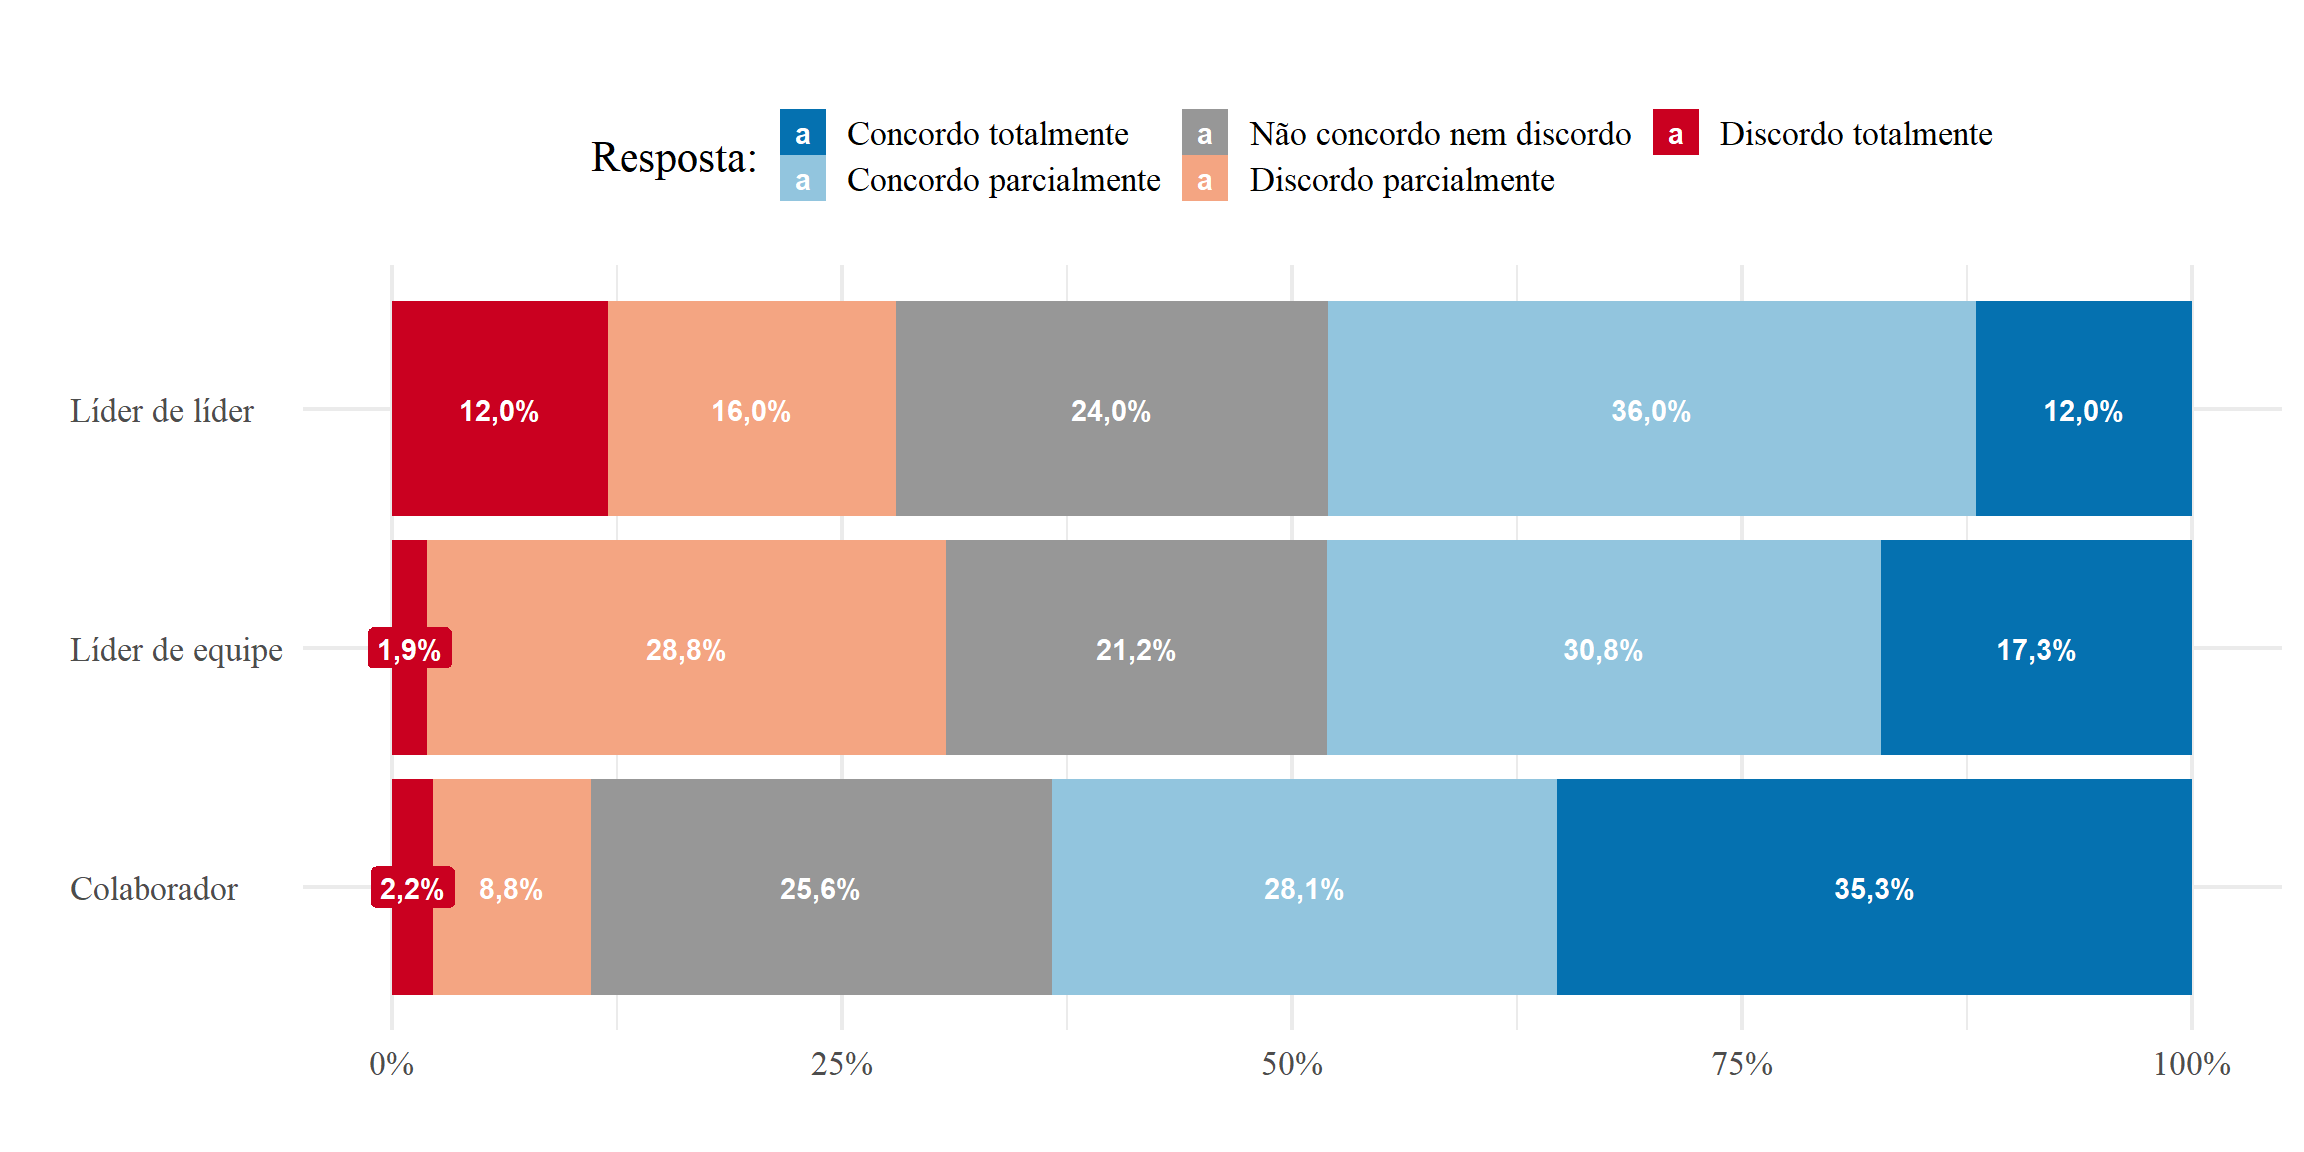 Resposta:
a Concordo totalmente
a Concordo parcialmente
a Não concordo nem discordo
a Discordo parcialmente
a Discordo totalmente
Líder de líder
12,0% 16,0% 24,0% 36,0% 12,0%
Líder de equipe
1,9% 28,8% 21,2% 30,8% 17,3%
Colaborador
2,2% 8,8% 25,6% 28,1% 35,3%
0% 25% 50% 75% 100%